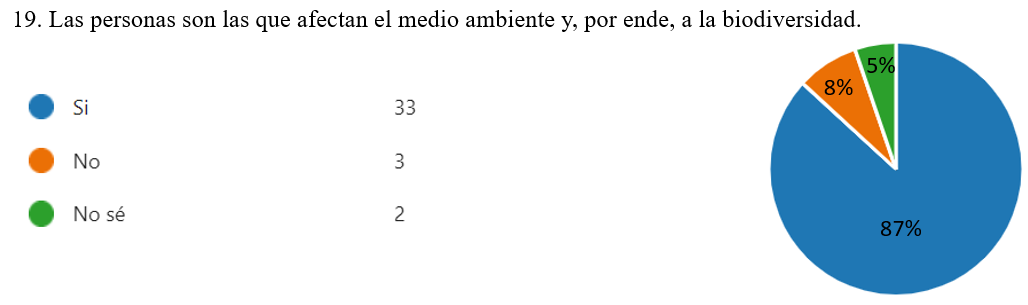 19. Las personas son las que afectan el medio ambiente y, por ende, a la biodiversidad.
Si 33
No 3
No sé 2
5%
8%
87%